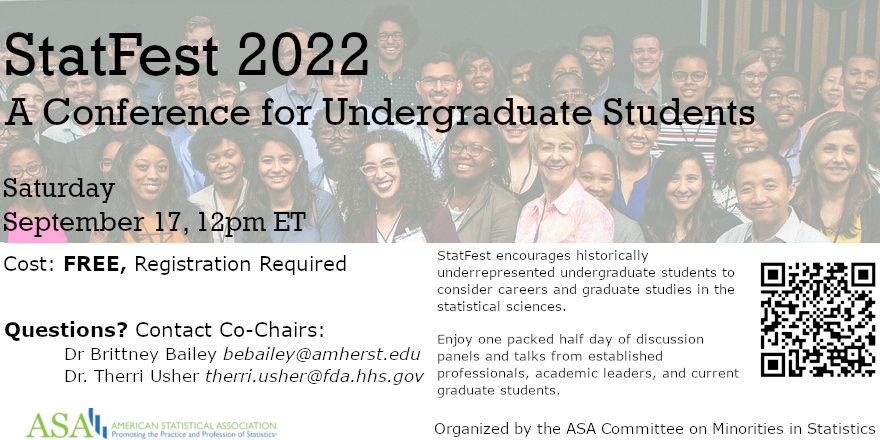 StatFest 2022
A Conference for Undergraduate Students
Saturday
September 17, 12pm ET
Cost: FREE, Registration Required
Questions? Contact Co-Chairs:
Dr Brittney Bailey bebailey@amherst.edu
Dr. Therri Usher therri.usher@fda.hhs.gov
StatFest encourages historically
underrepresented undergraduate students to
consider careers and graduate studies in the
statistical sciences.
Enjoy one packed half day of discussion
panels and talks from established
professionals, academic leaders, and current
graduate students.
ASA AMERICAN STATISTICAL ASSOCIATION
Promoting the Practice and Profession of Statistics®
Organized by the ASA Committee on Minorities in Statistics